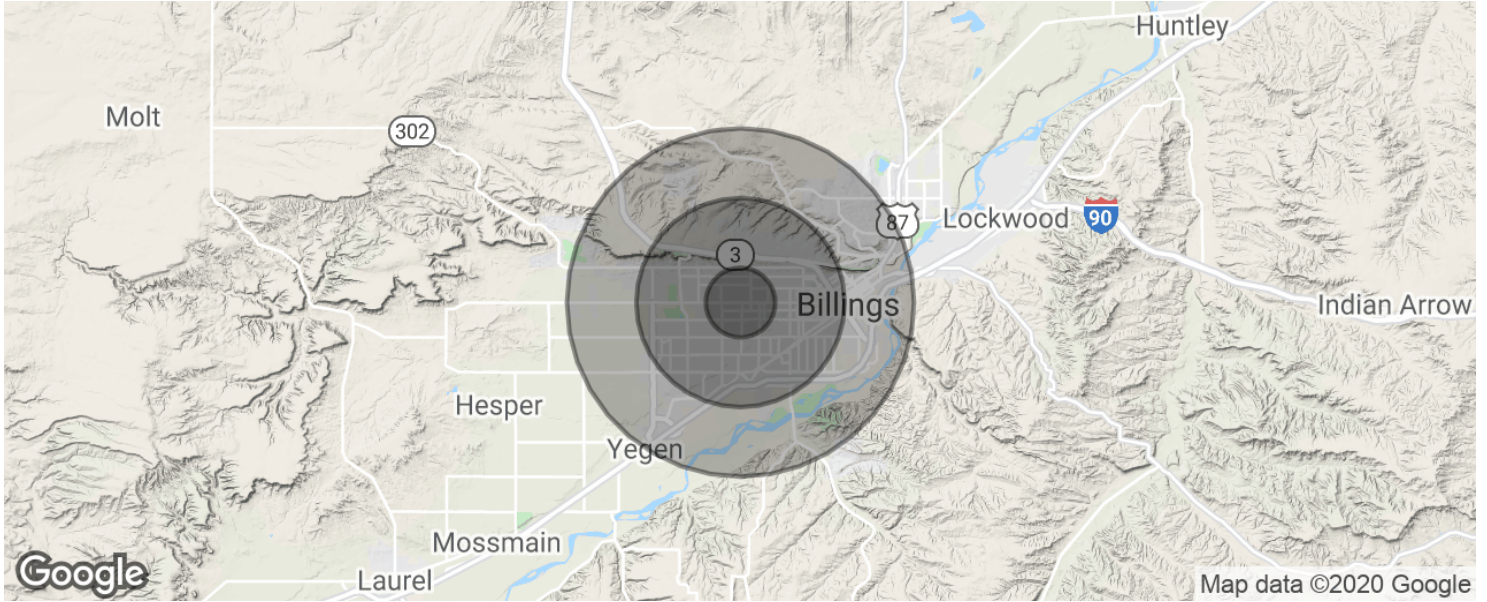 Huntley
Molt
302
87
Lockwood
90
3
Billings
Indian Arrow
Hesper
Yegen
Mossmain
Laurel
Google
Map data ©2020 Google